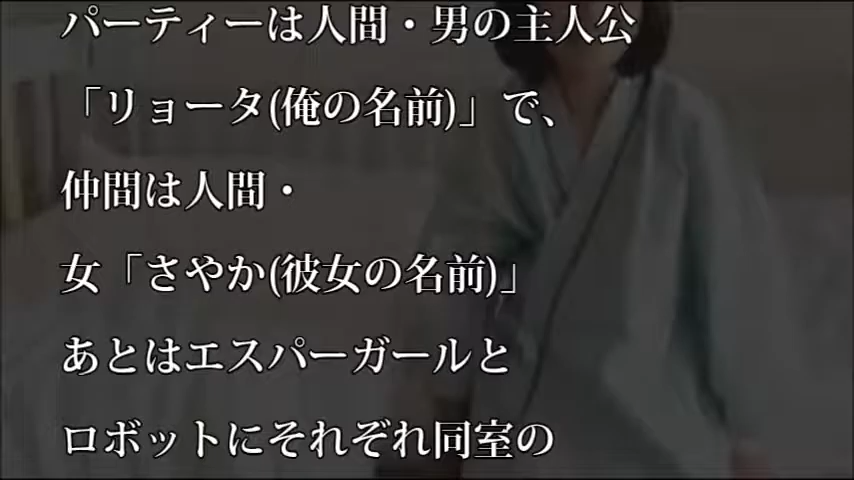 パーティーは人間・男の主人公
「リョータ(俺の名前)」で、
仲間は人間・
女「さやか(彼女の名前)」
あとはエスパーガールと
ロボットにそれぞれ同室の